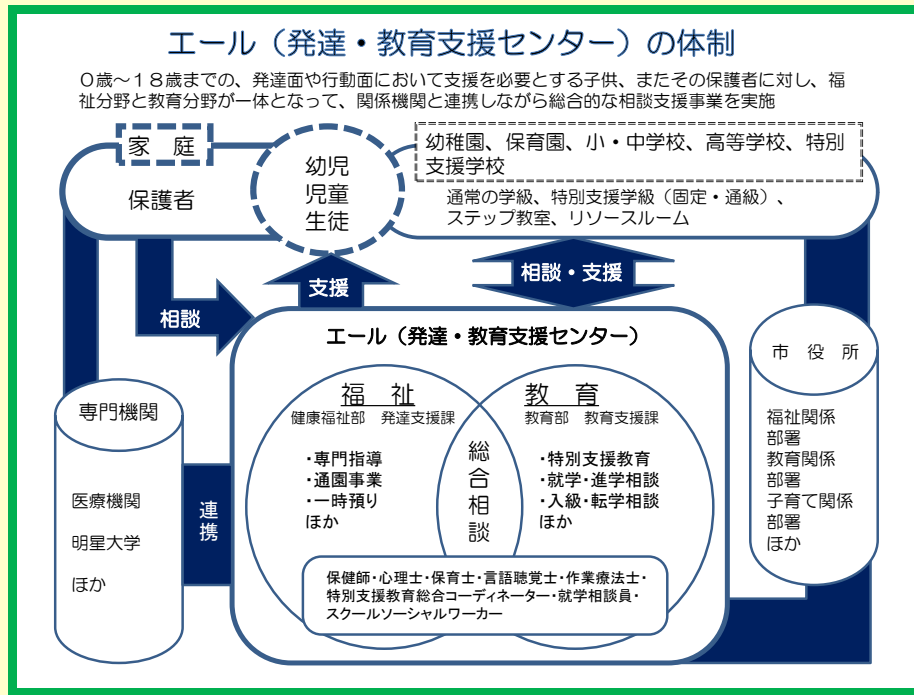 エール（発達・教育支援センター）の体制
０歳～１８歳までの、発達面や行動面において支援を必要とする子供、またその保護者に対し、福
祉分野と教育分野が一体となって、関係機関と連携しながら総合的な相談支援事業を実施
家　庭
保護者
幼児
児童
生徒
幼稚園、保育園、小・中学校、高等学校、特別
支援学校
通常の学級、特別支援学級（固定・通級）、
ステップ教室、リソースルーム
相談
支援
相談・支援
エール（発達・教育支援センター）
福　祉
健康福祉部　発達支援課
・専門指導
・通園事業
・一時預り
ほか
総合相談
教　育
教育部　教育支援課
・特別支援教育
・就学・進学相談
・入級・転学相談
ほか
保健師・心理士・保育士・言語聴覚士・作業療法士・
特別支援教育総合コーディネーター・就学相談員・
スクールソーシャルワーカー
専門機関
医療機関
明星大学
ほか
連携
市　役　所
福祉関係
部署
教育関係
部署
子育て関係
部署
ほか